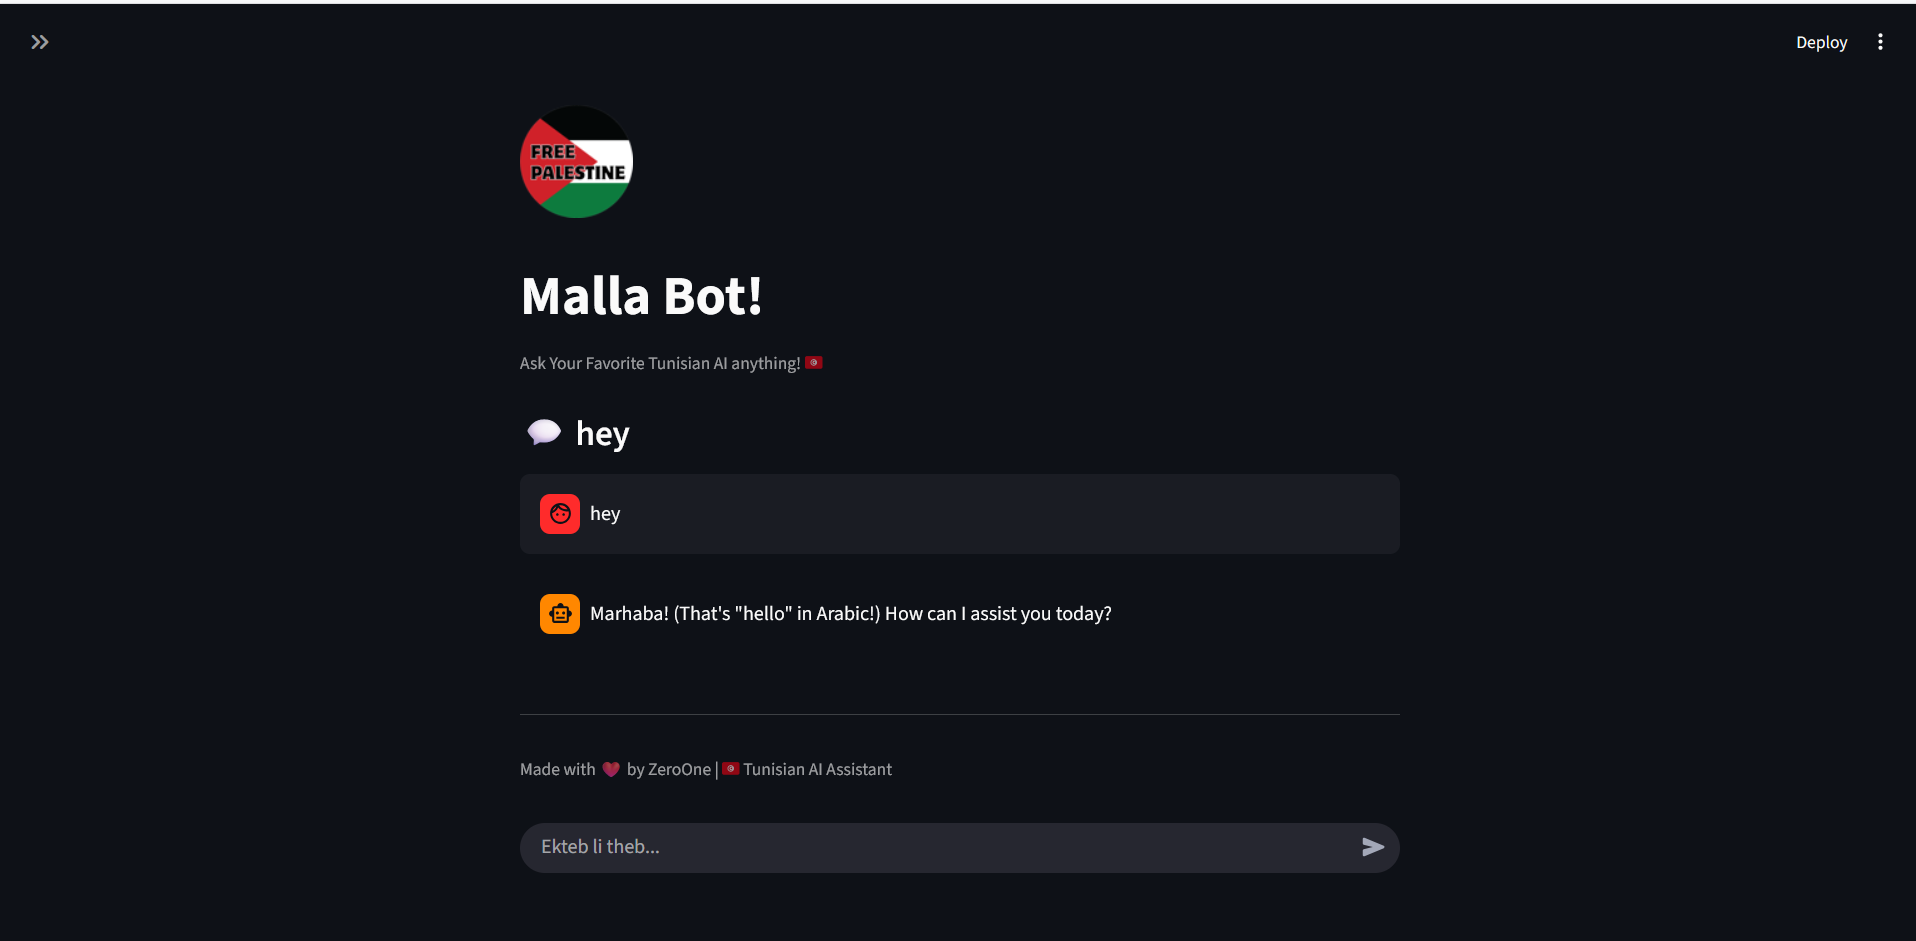 Deploy
FREE
PALESTINE
Malla Bot!
Ask Your Favorite Tunisian AI anything! 🇹🇳
💬 hey
hey
Marhaba! (That's "hello" in Arabic!) How can I assist you today?
Made with ❤️ by ZeroOne | 🇹🇳 Tunisian AI Assistant
Ekteb li theb...